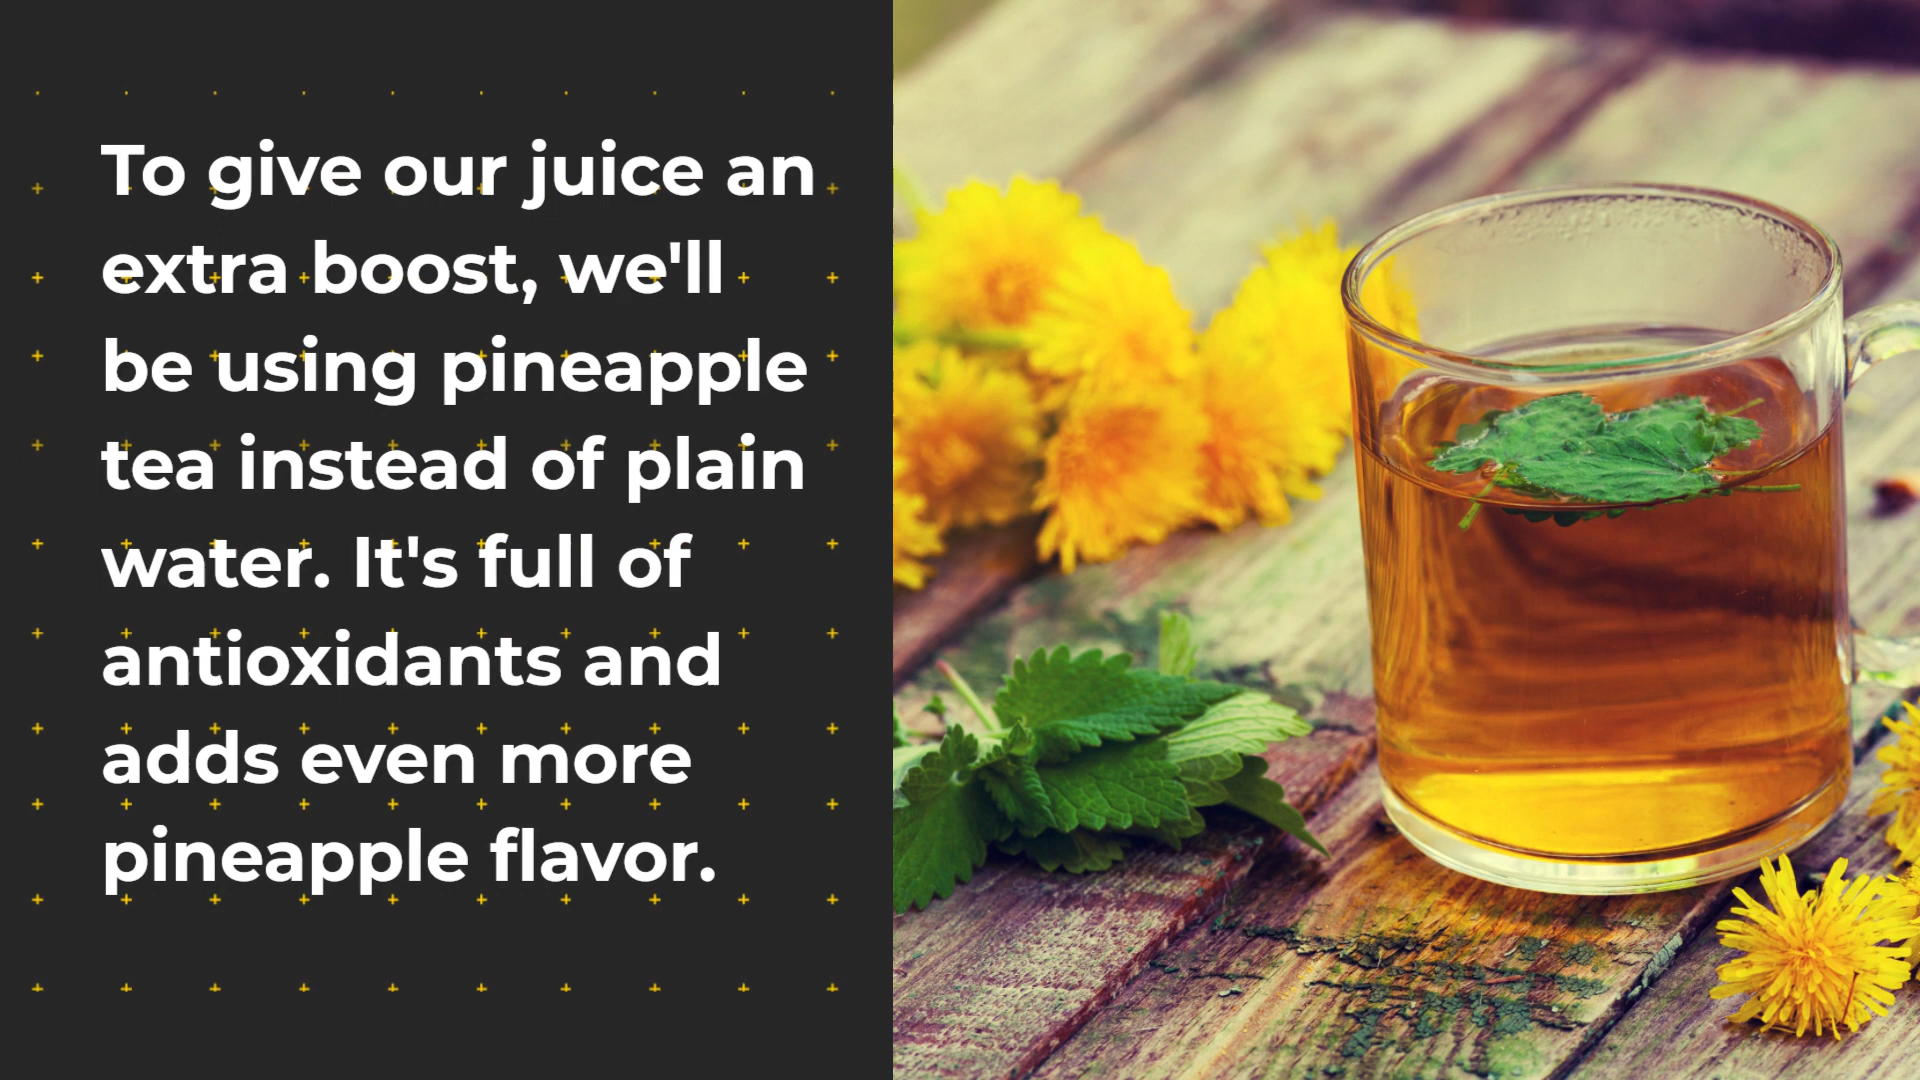 To give our juice an
extra boost, we'll
be using pineapple
tea instead of plain
water. It's full of
antioxidants and
adds even more
pineapple flavor.